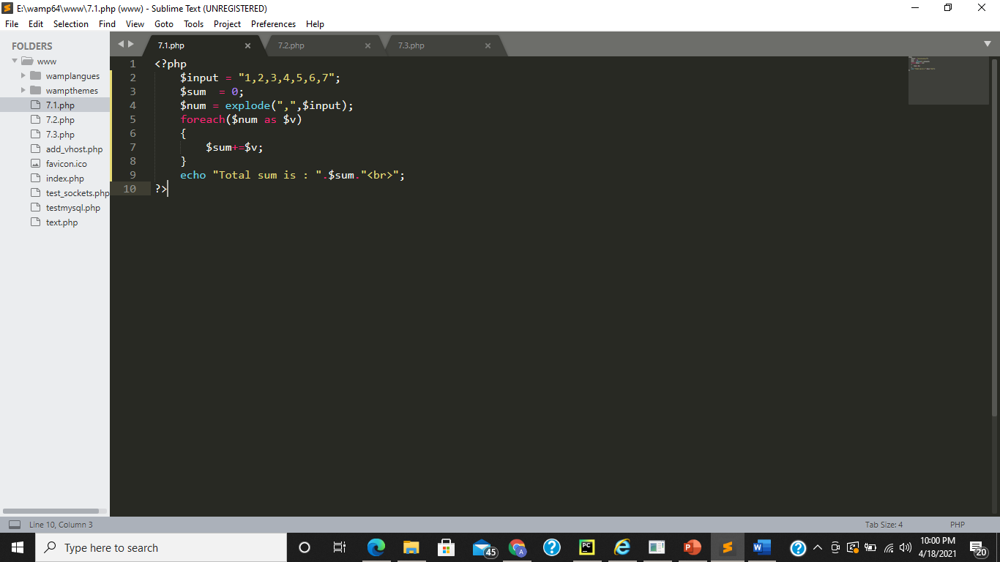 E:\wamp64\www\7.1.php (www) - Sublime Text (UNREGISTERED)
File Edit Selection Find View Goto Tools Project Preferences Help
FOLDERS
www
wamplangues
wampthemes
7.1.php
7.2.php
7.3.php
add_vhost.php
favicon.ico
index.php
test_sockets.php
testmysql.php
text.php
7.1.php 7.2.php 7.3.php
1 <?php
2 $input = "1,2,3,4,5,6,7";
3 $sum  = 0;
4 $num = explode(",",$input);
5 foreach($num as $v)
6 {
7 $sum+=$v;
8 }
9 echo "Total sum is : ".$sum."<br>";
10 ?>
Line 10, Column 3 Tab Size: 4 PHP
Type here to search
45
A
PC
10:00 PM
4/18/2021
20